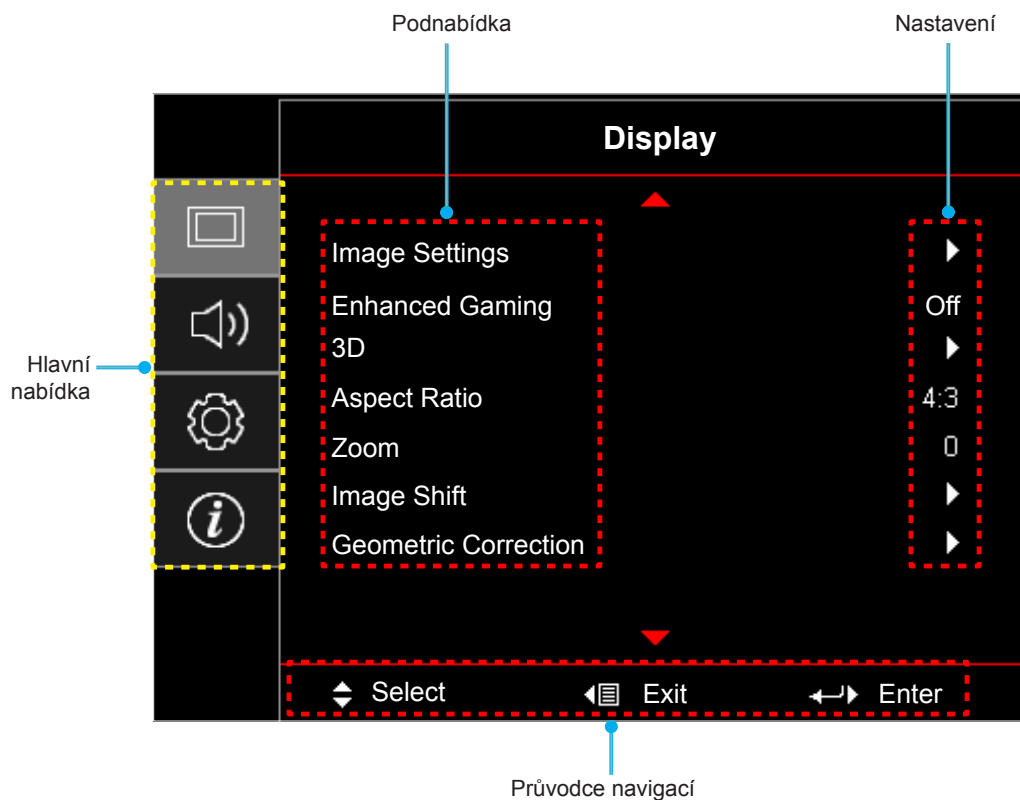 Podnabídka
Nastavení
Display
Image Settings
Enhanced Gaming Off
3D
Hlavní
nabídka
Aspect Ratio 4:3
Zoom 0
Image Shift
Geometric Correction
Select Exit Enter
Průvodce navigací